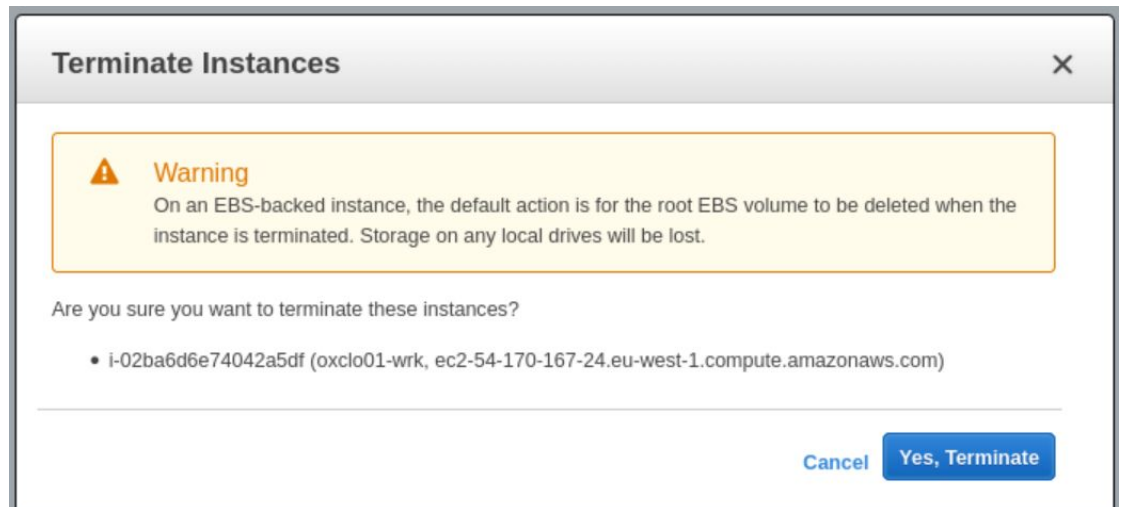 Terminate Instances
Warning
On an EBS-backed instance, the default action is for the root EBS volume to be deleted when the
instance is terminated. Storage on any local drives will be lost.
Are you sure you want to terminate these instances?
• i-02ba6d6e74042a5df (oxclo01-wrk, ec2-54-170-167-24.eu-west-1.compute.amazonaws.com)
Cancel Yes, Terminate